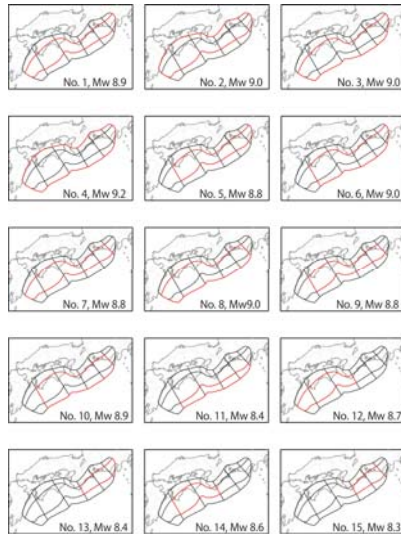 No. 1, Mw 8.9
No. 2, Mw 9.0
No. 3, Mw 9.0
No. 4, Mw 9.2
No. 5, Mw 8.8
No. 6, Mw 9.0
No. 7, Mw 8.8
No. 8, Mw9.0
No. 9, Mw 8.8
No. 10, Mw 8.9
No. 11, Mw 8.4
No. 12, Mw 8.7
No. 13, Mw 8.4
No. 14, Mw 8.6
No. 15, Mw 8.3